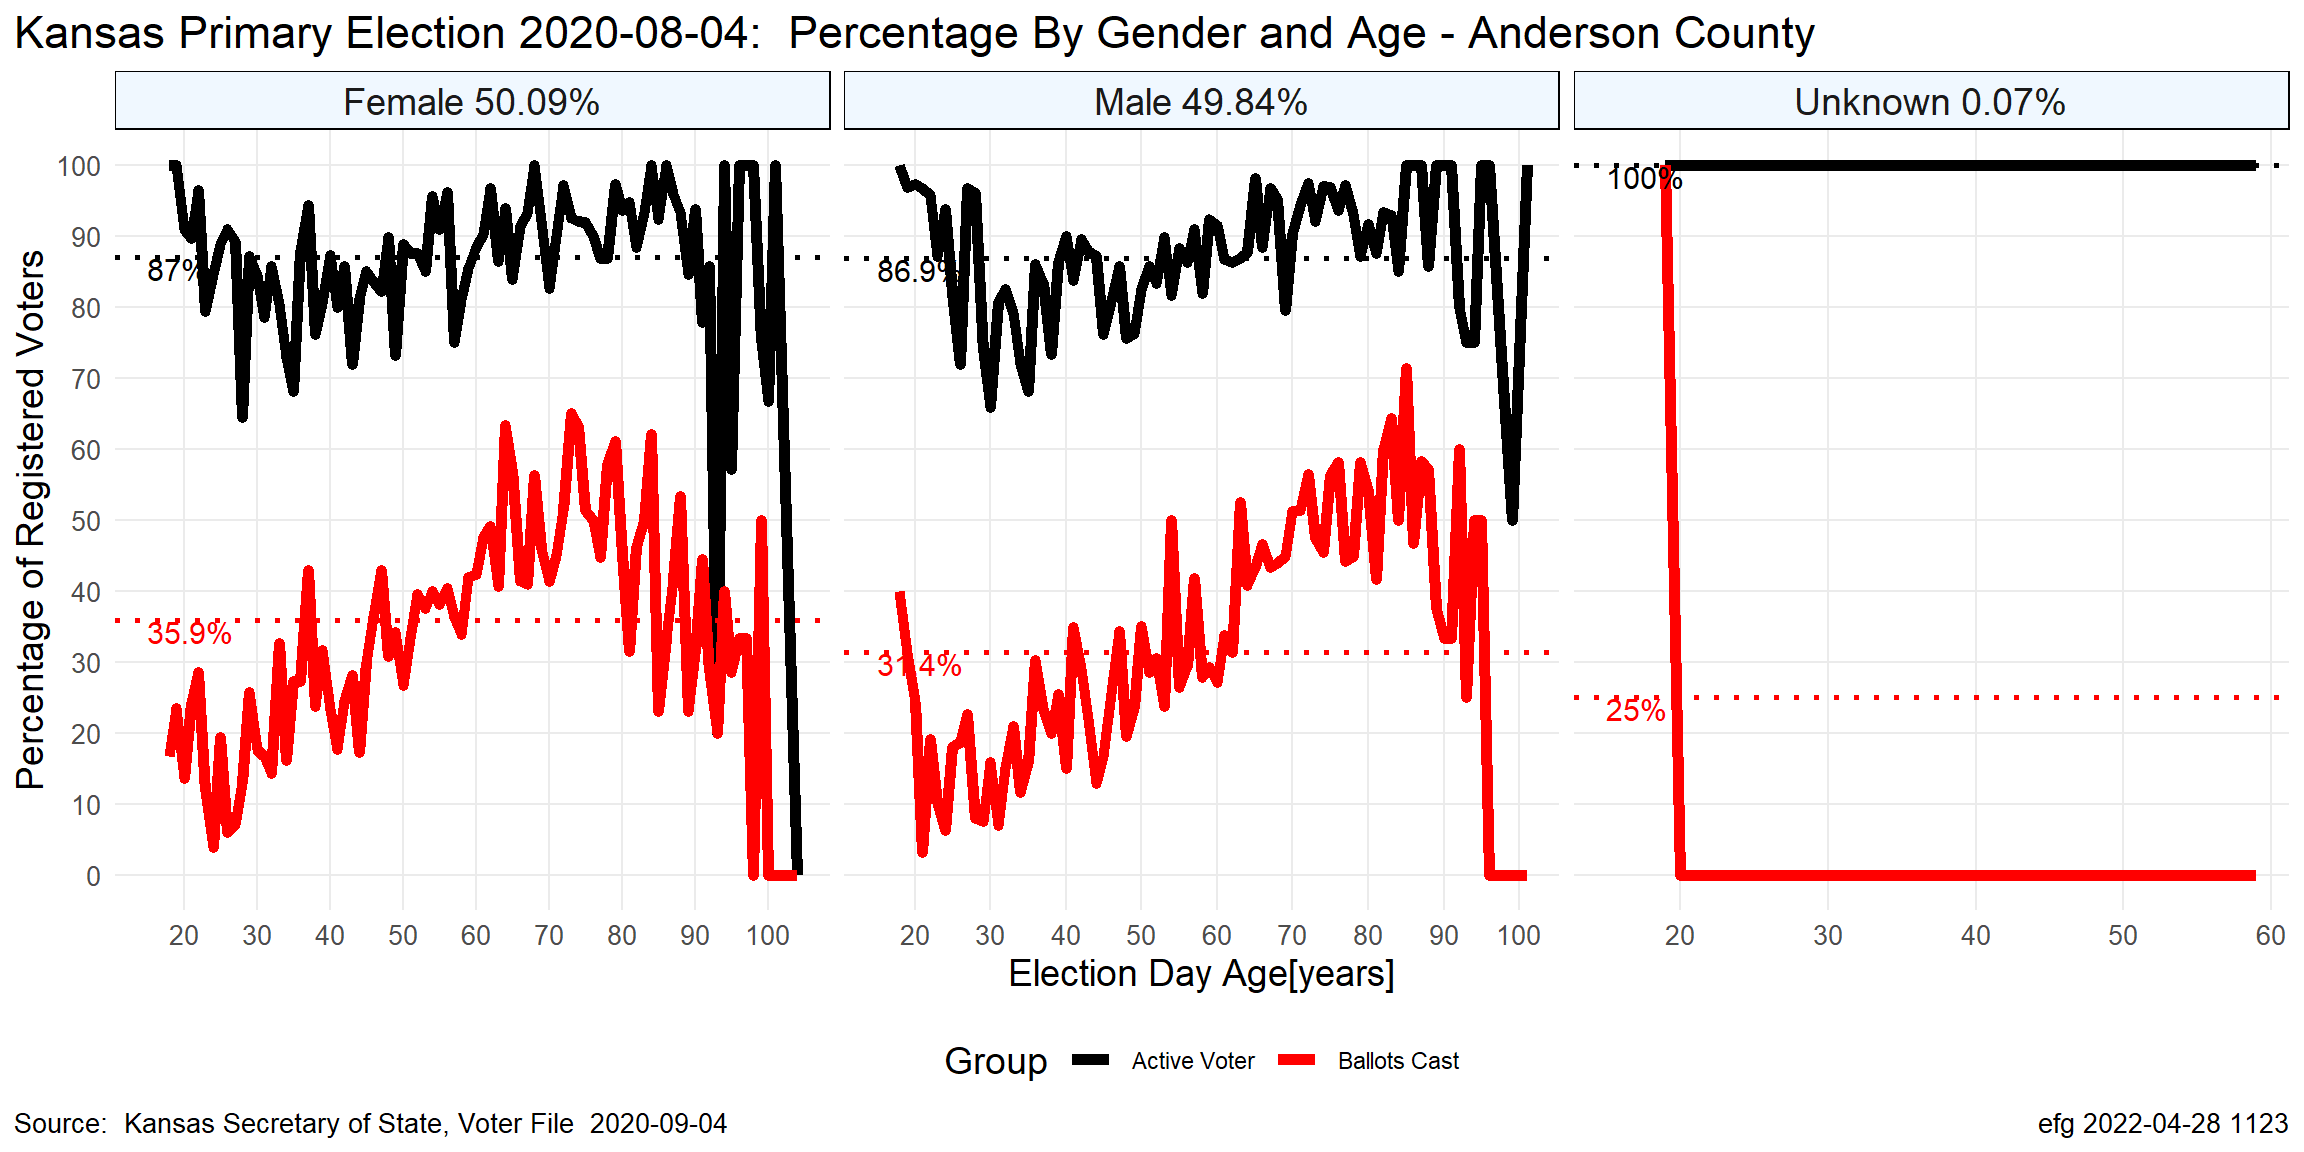 Kansas Primary Election 2020-08-04:  Percentage By Gender and Age - Anderson County
Female 50.09%
Male 49.84%
Unknown 0.07%
Percentage of Registered Voters
100
90
80
70
60
50
40
30
20
10
0
87%
35.9%
86.9%
31.4%
100%
25%
20 30 40 50 60 70 80 90 100
20 30 40 50 60 70 80 90 100
20 30 40 50 60
Election Day Age[years]
Group Active Voter Ballots Cast
Source:  Kansas Secretary of State, Voter File  2020-09-04
efg 2022-04-28 1123